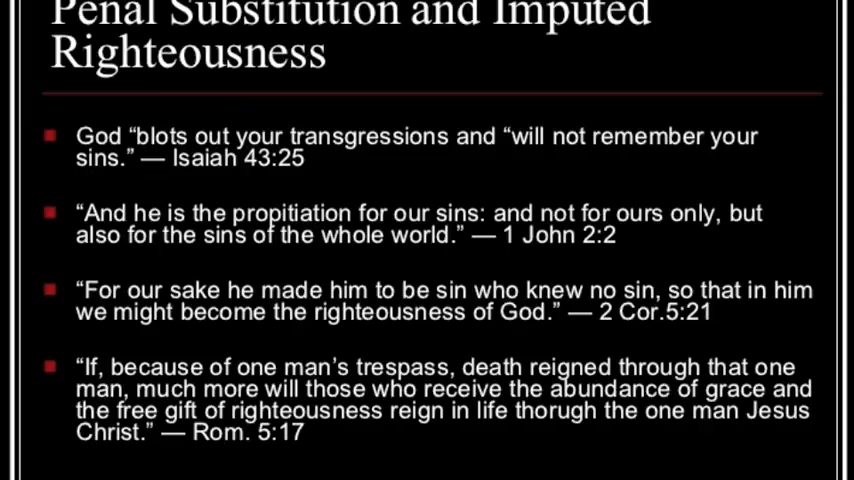 Penal Substitution and Imputed
Righteousness
God “blots out your transgressions and “will not remember your
sins.” — Isaiah 43:25
“And he is the propitiation for our sins: and not for ours only, but
also for the sins of the whole world.” — 1 John 2:2
“For our sake he made him to be sin who knew no sin, so that in him
we might become the righteousness of God.” — 2 Cor.5:21
“If, because of one man’s trespass, death reigned through that one
man, much more will those who receive the abundance of grace and
the free gift of righteousness reign in life thorugh the one man Jesus
Christ.” — Rom. 5:17